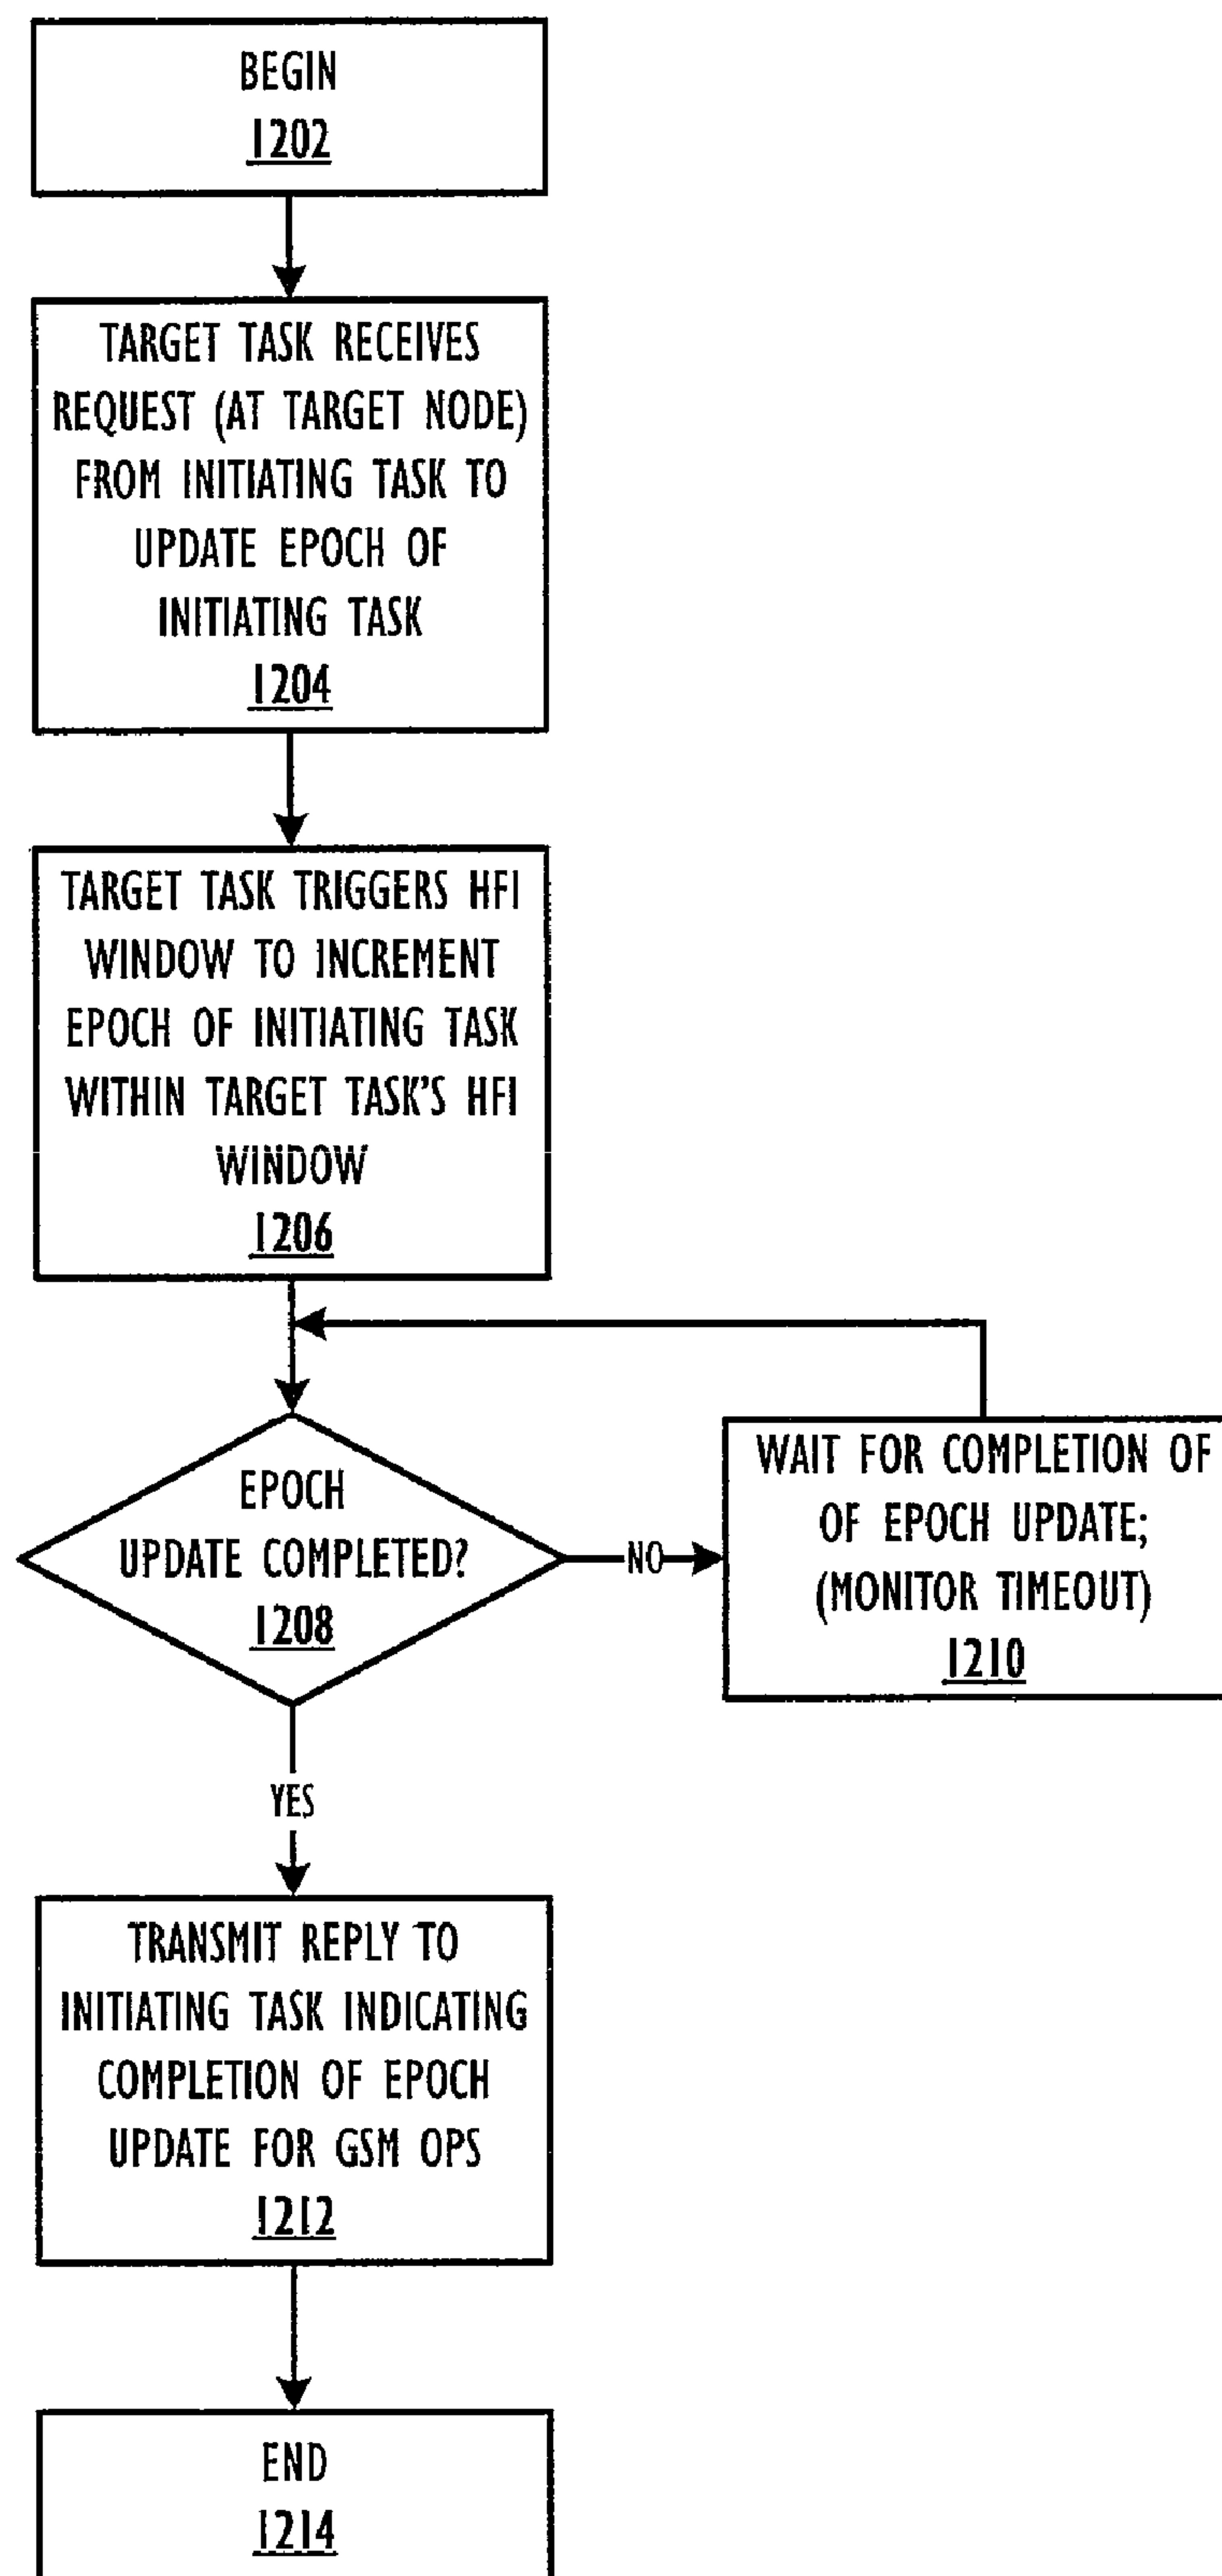 BEGIN
1202
TARGET TASK RECEIVES
REQUEST (AT TARGET NODE)
FROM INITIATING TASK TO
UPDATE EPOCH OF
INITIATING TASK
1204
TARGET TASK TRIGGERS HFI
WINDOW TO INCREMENT
EPOCH OF INITIATING TASK
WITHIN TARGET TASK'S HFI
WINDOW
1206
EPOCH
UPDATE COMPLETED?
1208
NO
WAIT FOR COMPLETION OF
OF EPOCH UPDATE;
(MONITOR TIMEOUT)
1210
YES
TRANSMIT REPLY TO
INITIATING TASK INDICATING
COMPLETION OF EPOCH
UPDATE FOR GSM OPS
1212
END
1214